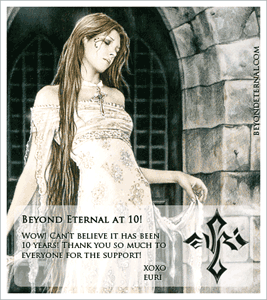 BEYONDETERNAL.COM
BEYOND ETERNAL AT 10!
WOW! CAN'T BELIEVE IT HAS BEEN
10 YEARS! THANK YOU SO MUCH TO
EVERYONE FOR THE SUPPORT!
XOXO
EURI